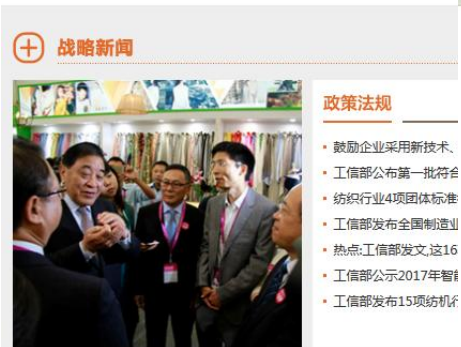 战略新闻
政策法规
鼓励企业采用新技术、
工信部公布第一批符合
纺织行业4项团体标准
工信部发布全国制造业
热点:工信部发文,这16
工信部公示2017年智能
工信部发布15项纺机行